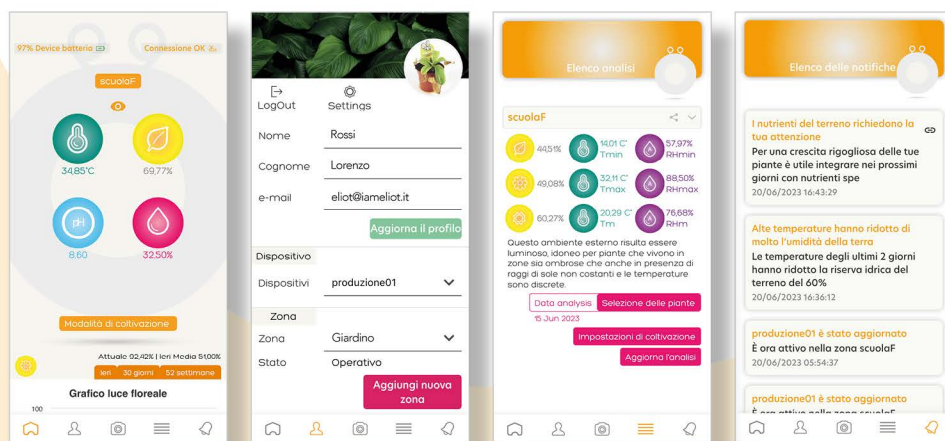 97% Device batteria
Connessione OK
scuolaF
34,85°C
69,77%
pH
8.60
32,50%
Modalità di coltivazione
Attuale 92,42% | Ieri Media 51,00%
Ieri
30 giorni
52 settimane
Grafico luce floreale
100
LogOut
Settings
Nome
Rossi
Cognome
Lorenzo
e-mail
eliot@iameliot.it
Aggiorna il profilo
Dispositivo
Dispositivi
produzione01
Zona
Zona
Giardino
Stato
Operativo
Aggiungi nuova
zona
Elenco analisi
scuolaF
44,51%
14,01 C°
Tmin
57,97%
RHmin
49,08%
32,11 C°
Tmax
88,50%
RHmax
60,27%
20,29 C°
Tm
76,68%
RHm
Questo ambiente esterno risulta essere
luminoso, idoneo per piante che vivono in
zone sia ombrose che anche in presenza di
raggi di sole non costanti e le temperature
sono discrete.
Data analysis
Selezione delle piante
15 Jun 2023
Impostazioni di coltivazione
Aggiorna l'analisi
Elenco delle notifiche
I nutrienti del terreno richiedono la
tua attenzione
Per una crescita rigogliosa delle tue
piante è utile integrare nei prossimi
giorni con nutrienti spe
20/06/2023 16:43:29
Alte temperature hanno ridotto di
molto l'umidità della terra
Le temperature degli ultimi 2 giorni
hanno ridotto la riserva idrica del
terreno del 60%
20/06/2023 16:36:12
produzione01 è stato aggiornato
È ora attivo nella zona scuolaF
20/06/2023 05:54:37
produzione01 è stato aggiornato
È ora attivo nella zona scuolaF